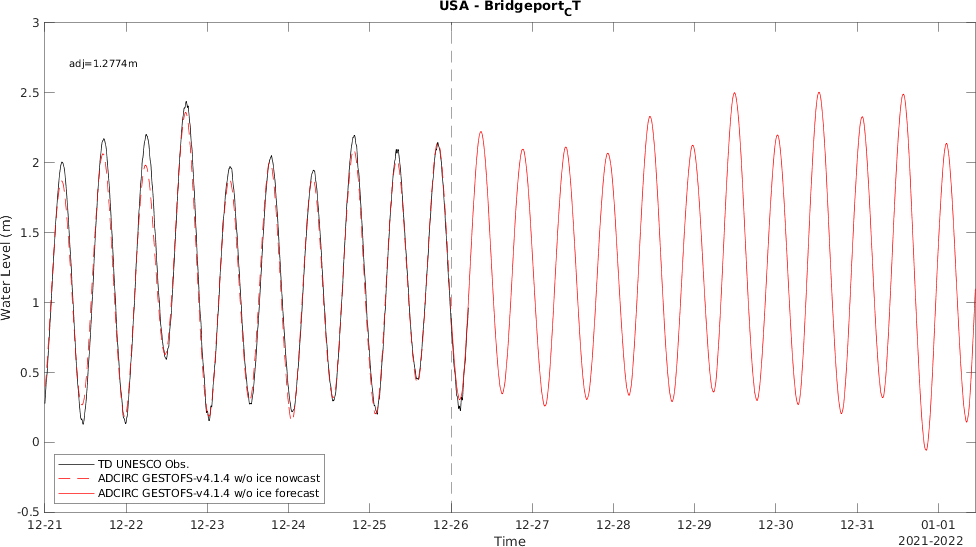 USA - Bridgeport_CT
adj=1.2774m
3
2.5
2
1.5
1
0.5
0
-0.5
Water Level (m)
TD UNESCO Obs.
ADCIRC GESTOFS-v4.1.4 w/o ice nowcast
ADCIRC GESTOFS-v4.1.4 w/o ice forecast
12-21 12-22 12-23 12-24 12-25 12-26 12-27 12-28 12-29 12-30 12-31 01-01
Time
2021-2022